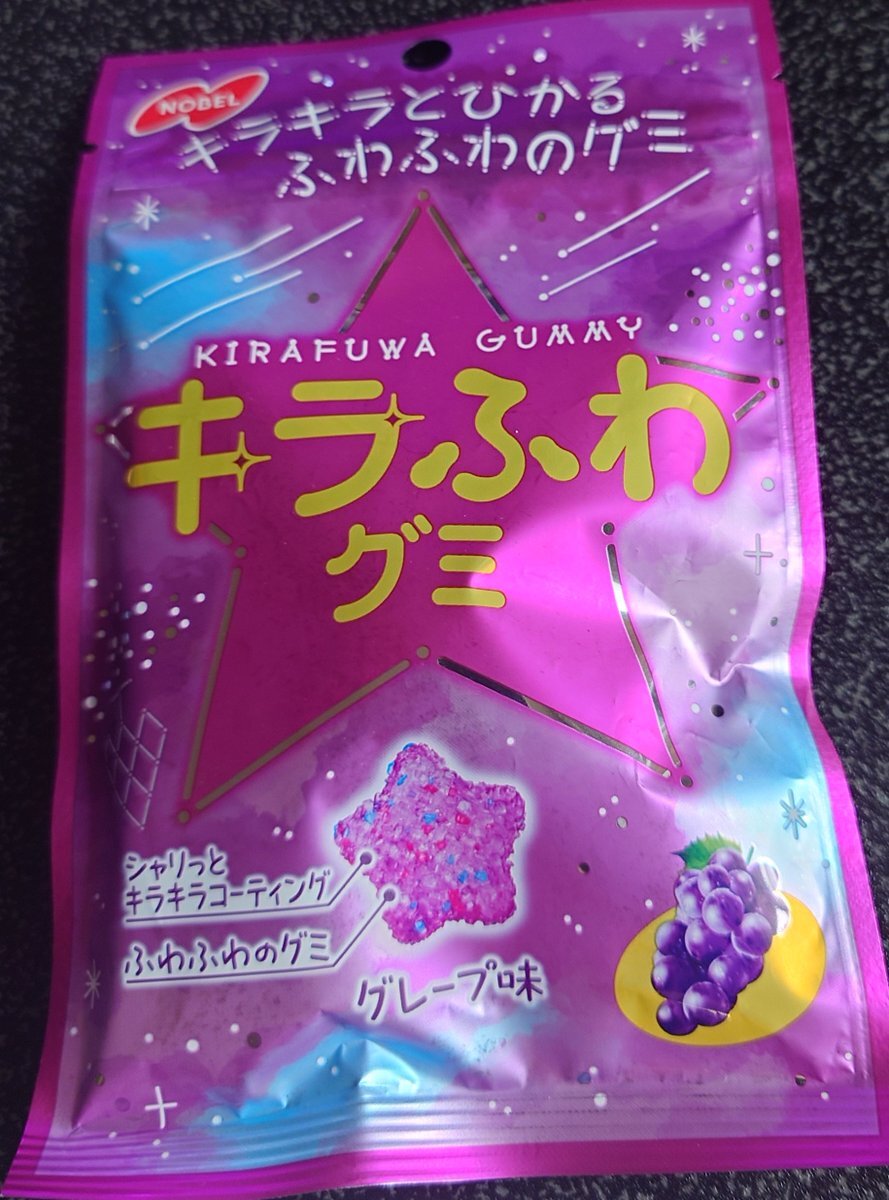 NOBEL
キラキラとひかる
ふわふわのグミ
KIRAFUWA GUMMY
キラふわ
グミ
シャリっと
キラキラコーティング
ふわふわのグミ
グレープ味